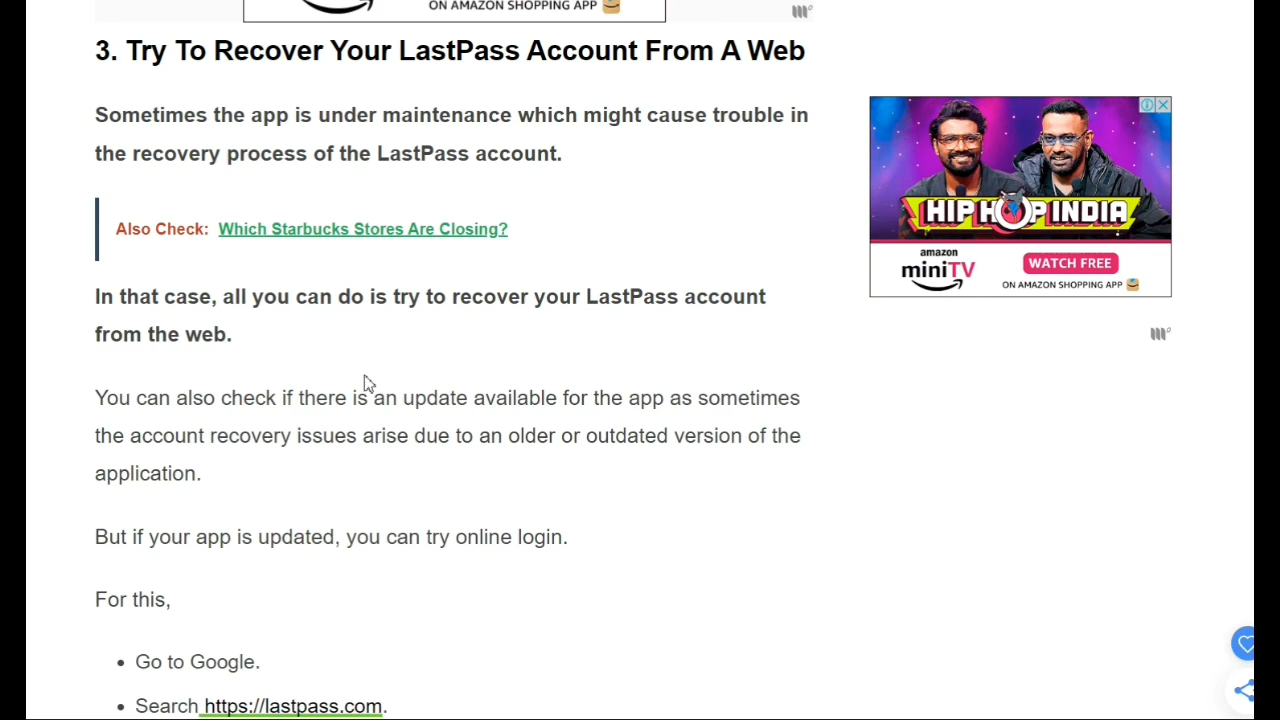 ON AMAZON SHOPPING APP
3. Try To Recover Your LastPass Account From A Web
Sometimes the app is under maintenance which might cause trouble in
the recovery process of the LastPass account.
Also Check: Which Starbucks Stores Are Closing?
In that case, all you can do is try to recover your LastPass account
from the web.
You can also check if there is an update available for the app as sometimes
the account recovery issues arise due to an older or outdated version of the
application.
But if your app is updated, you can try online login.
For this,
• Go to Google.
• Search https://lastpass.com.
HIP HOP INDIA
amazon
miniTV
WATCH FREE
ON AMAZON SHOPPING APP